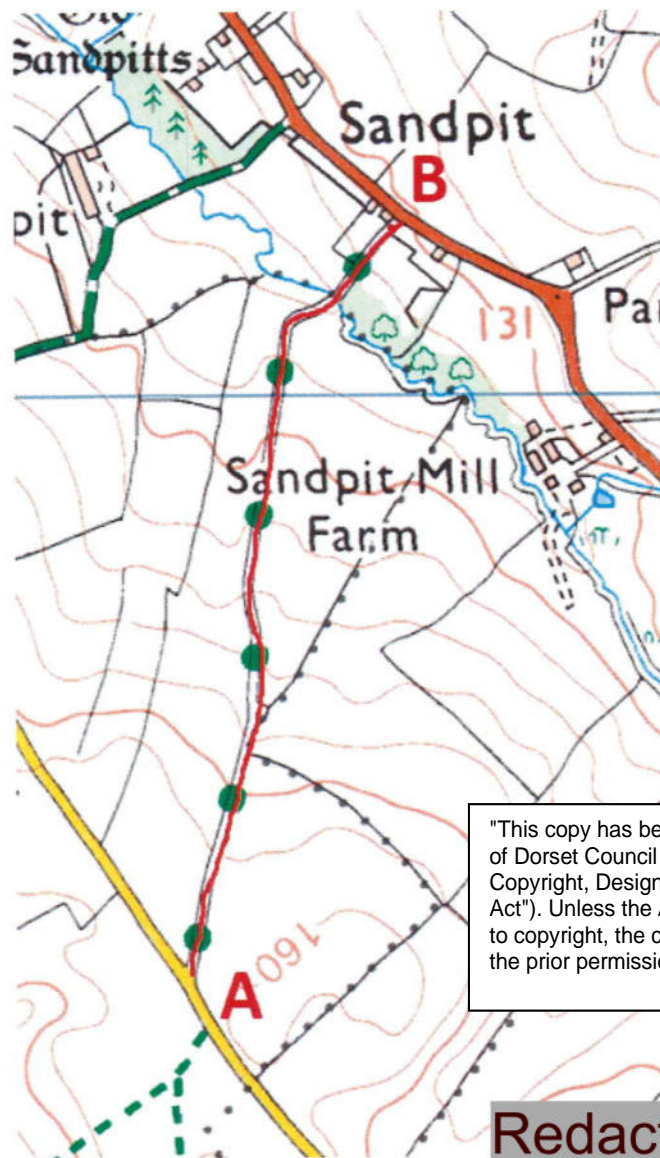 Sandpitts
Sandpit
B
pit
131
Sandpit Mill
Farm
"This copy has be
of Dorset Council
Copyright, Design
Act"). Unless the
to copyright, the
the prior permissi
160
A
Redact